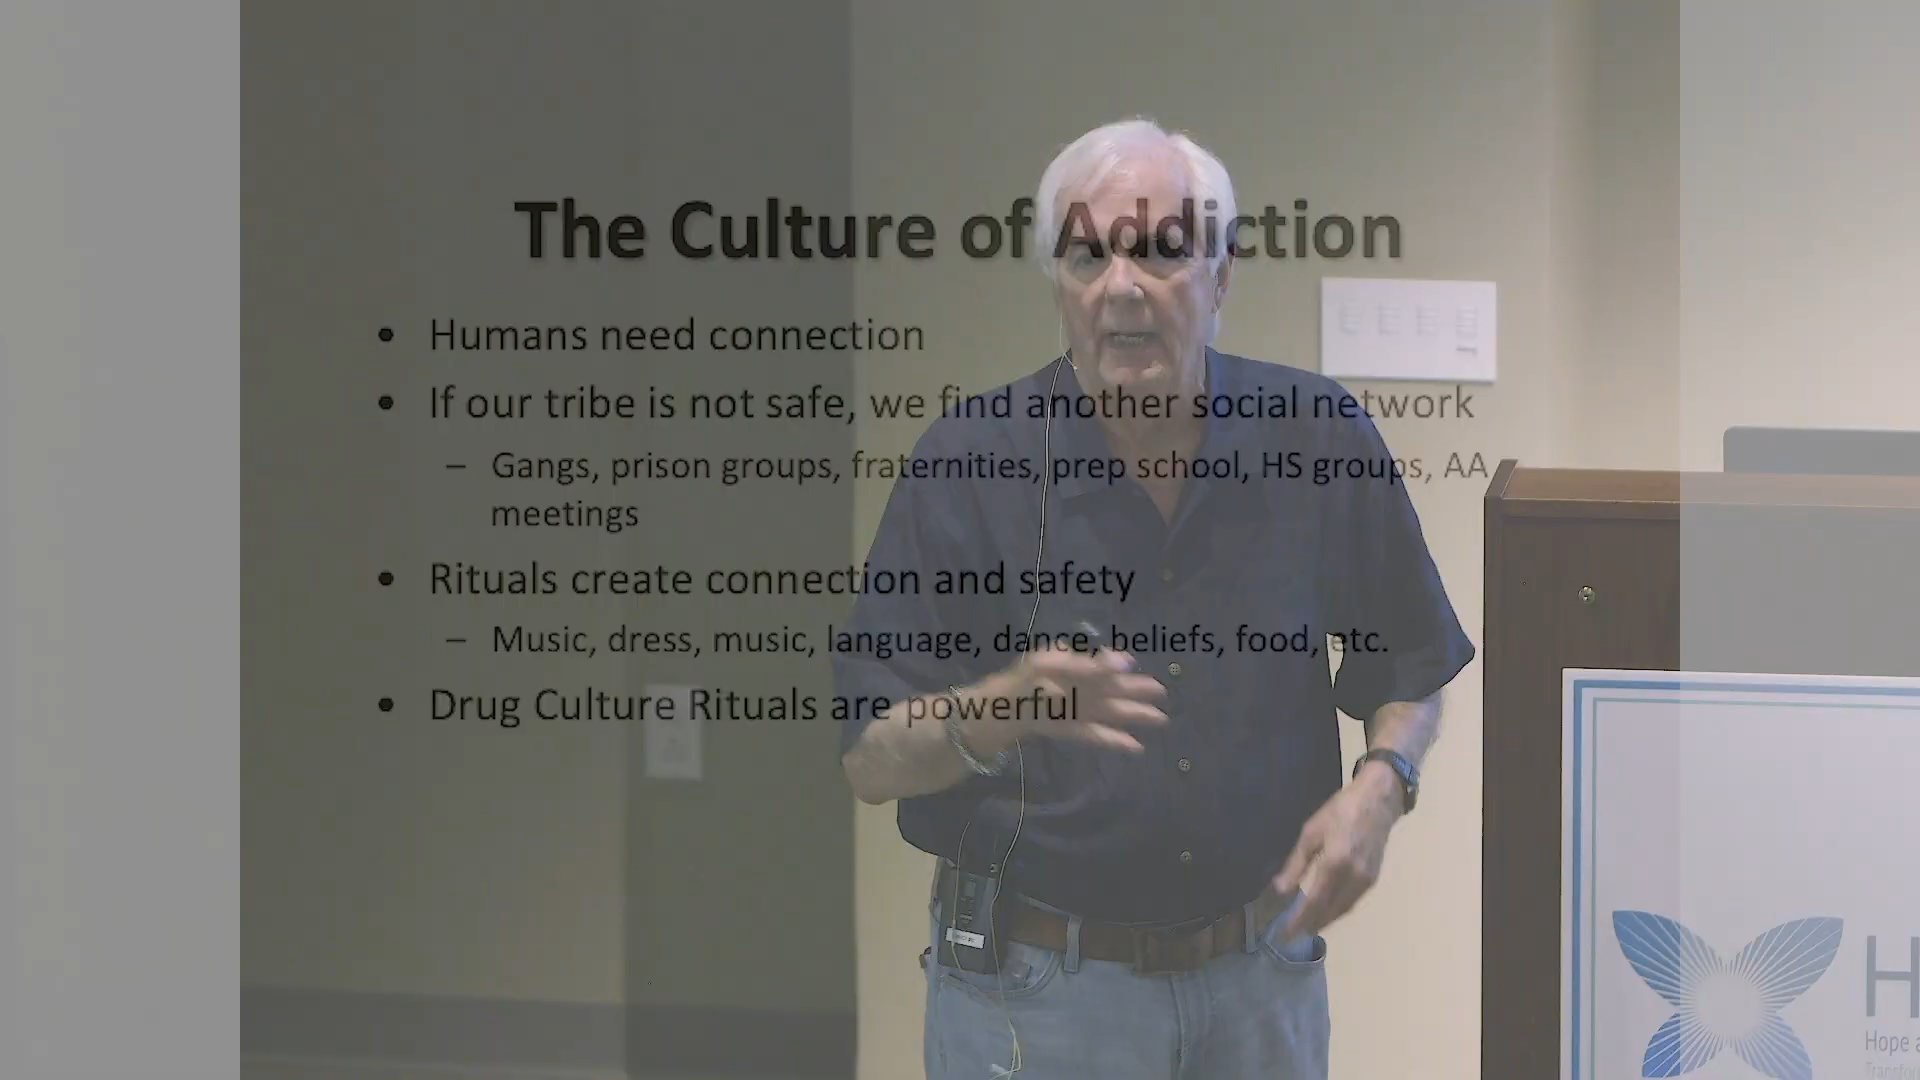 The Culture of Addiction
• Humans need connection
• If our tribe is not safe, we find another social network
– Gangs, prison groups, fraternities, prep school, HS groups, AA
meetings
• Rituals create connection and safety
– Music, dress, music, language, dance, beliefs, food, etc.
• Drug Culture Rituals are powerful
H
Hope a
Transfor